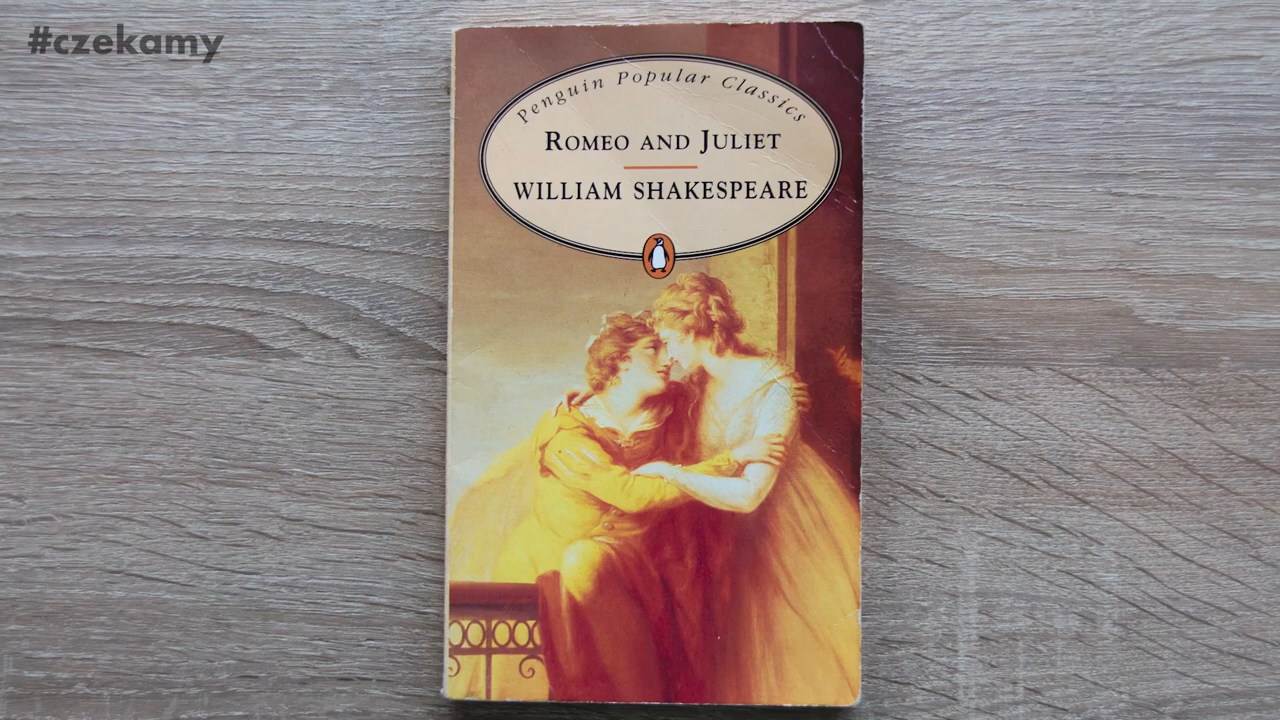 #czekamy
Penguin Popular Classics
ROMEO AND JULIET
WILLIAM SHAKESPEARE